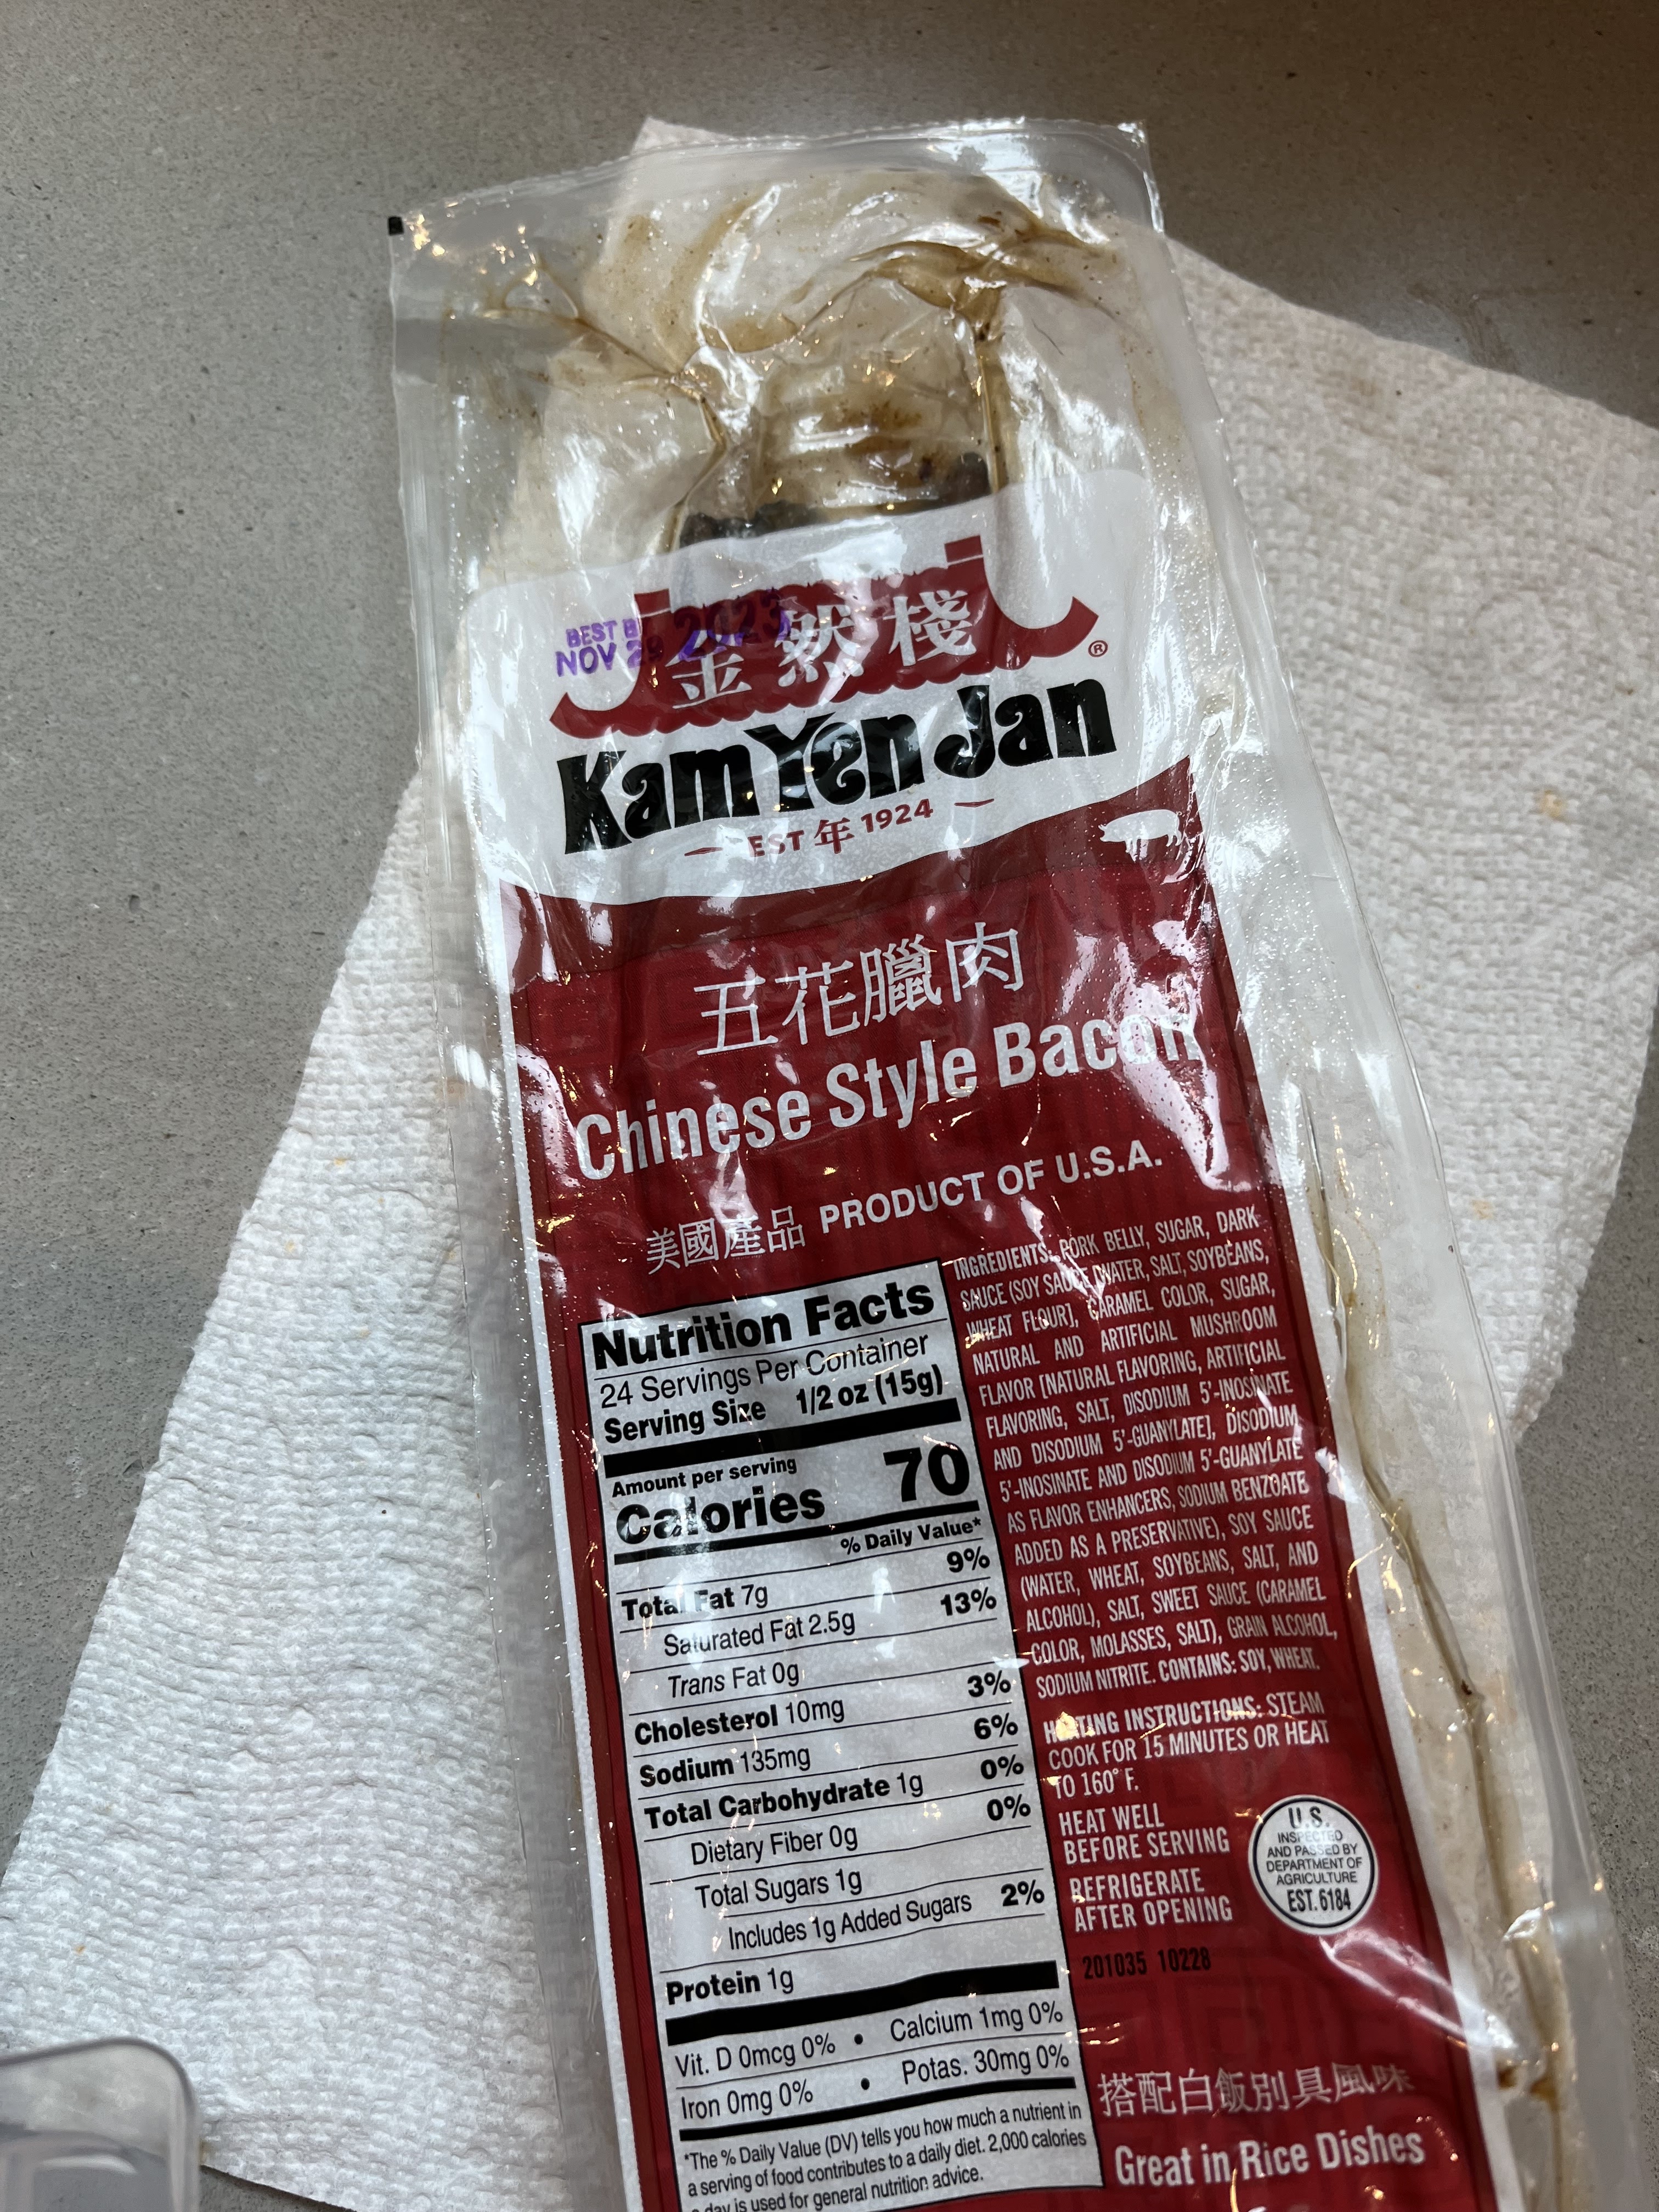 BEST B
NOV 2 2023
金然棧
®
Kam Yen Jan
EST 年 1924
五花臘肉
Chinese Style Bacon
美國產品 PRODUCT OF U.S.A.
Nutrition Facts
24 Servings Per Container
Serving Size 1/2 oz (15g)
Amount per serving
Calories 70
% Daily Value*
Total Fat 7g 9%
Saturated Fat 2.5g 13%
Trans Fat 0g
Cholesterol 10mg 3%
Sodium 135mg 6%
Total Carbohydrate 1g 0%
Dietary Fiber 0g 0%
Total Sugars 1g
Includes 1g Added Sugars 2%
Protein 1g
Vit. D 0mcg 0% • Calcium 1mg 0%
Iron 0mg 0% • Potas. 30mg 0%
*The % Daily Value (DV) tells you how much a nutrient in
a serving of food contributes to a daily diet. 2,000 calories
day is used for general nutrition advice.
INGREDIENTS: PORK BELLY, SUGAR, DARK
SAUCE (SOY SAUCE [WATER, SALT, SOYBEANS,
WHEAT FLOUR], CARAMEL COLOR, SUGAR,
NATURAL AND ARTIFICIAL MUSHROOM
FLAVOR [NATURAL FLAVORING, ARTIFICIAL
FLAVORING, SALT, DISODIUM 5'-INOSINATE
AND DISODIUM 5'-GUANYLATE], DISODIUM
5'-INOSINATE AND DISODIUM 5'-GUANYLATE
AS FLAVOR ENHANCERS, SODIUM BENZOATE
ADDED AS A PRESERVATIVE), SOY SAUCE
(WATER, WHEAT, SOYBEANS, SALT, AND
ALCOHOL), SALT, SWEET SAUCE (CARAMEL
COLOR, MOLASSES, SALT), GRAIN ALCOHOL,
SODIUM NITRITE. CONTAINS: SOY, WHEAT.
HEATING INSTRUCTIONS: STEAM
COOK FOR 15 MINUTES OR HEAT
TO 160° F.
HEAT WELL
BEFORE SERVING
REFRIGERATE
AFTER OPENING
U.S.
INSPECTED
AND PASSED BY
DEPARTMENT OF
AGRICULTURE
EST. 6184
201035 10228
搭配白飯別具風味
Great in Rice Dishes